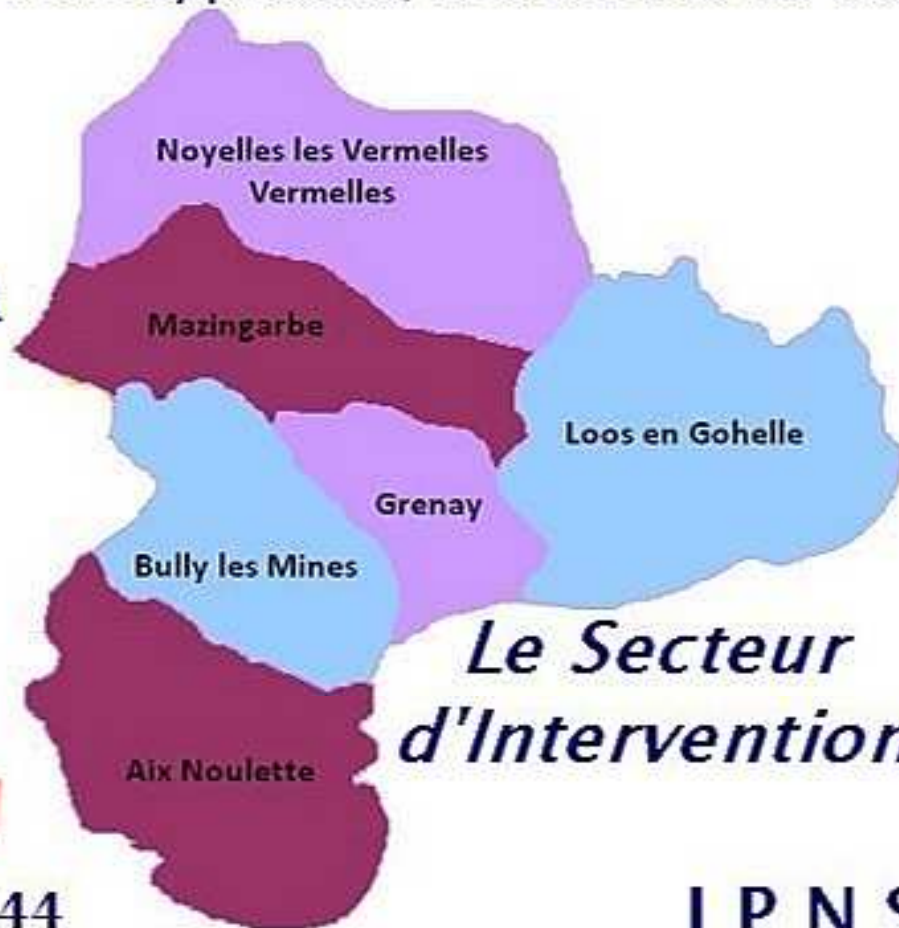 Noyelles les Vermelles
Vermelles
Mazingarbe
Loos en Gohelle
Grenay
Bully les Mines
Le Secteur
d'Intervention
Aix Noulette
44
I P N S